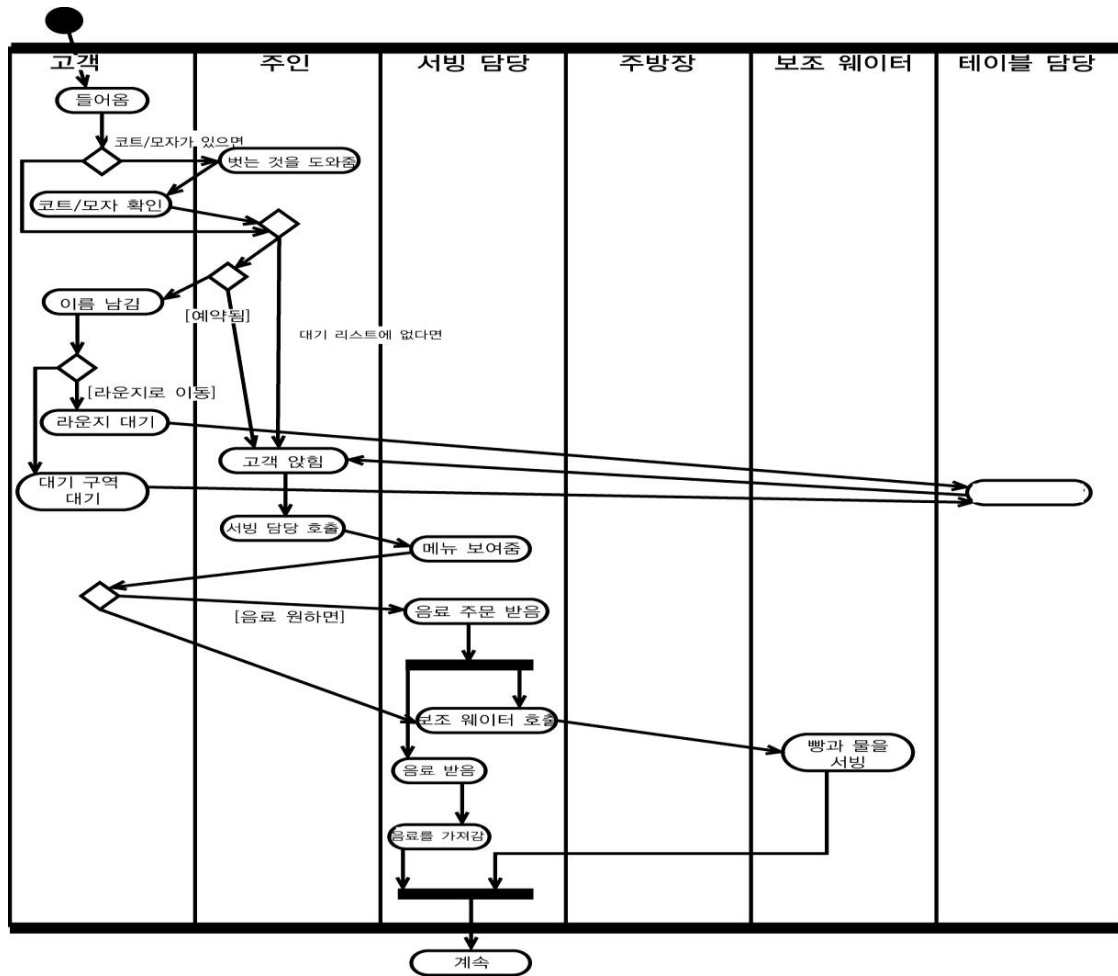 고객
주인
서빙 담당
주방장
보조 웨이터
테이블 담당
들어옴
코트/모자가 있으면
벗는 것을 도와줌
코트/모자 확인
이름 남김
[예약됨]
대기 리스트에 없다면
[라운지로 이동]
라운지 대기
고객 앉힘
대기 구역
대기
서빙 담당 호출
메뉴 보여줌
[음료 원하면]
음료 주문 받음
보조 웨이터 호출
빵과 물을
서빙
음료 받음
음료를 가져감
계속